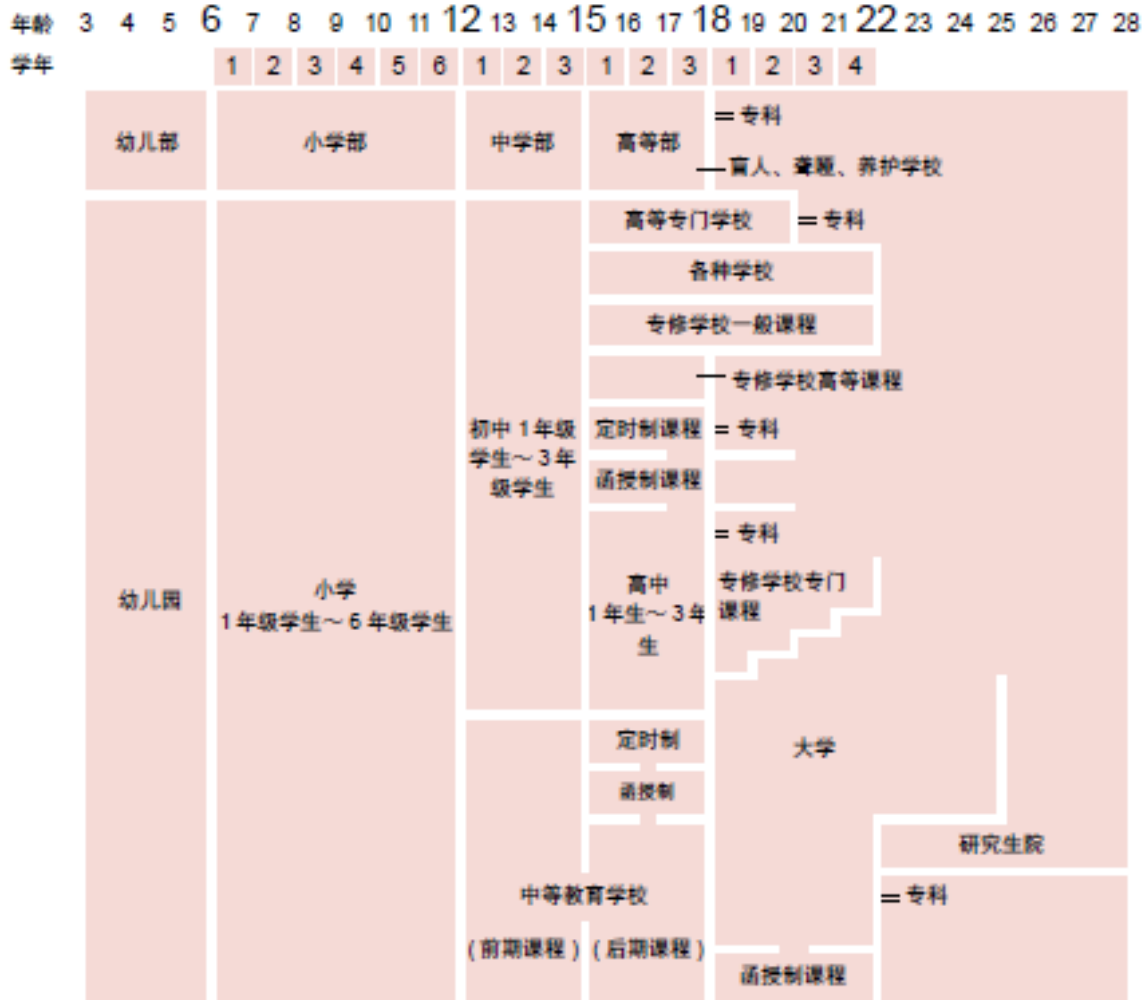 年龄 3 4 5 6 7 8 9 10 11 12 13 14 15 16 17 18 19 20 21 22 23 24 25 26 27 28
学年 1 2 3 4 5 6 1 2 3 1 2 3 1 2 3 4
幼儿部
小学部
中学部
高等部
专科
盲人、聋哑、养护学校
高等专门学校
专科
各种学校
专修学校一般课程
专修学校高等课程
初中 1 年级
学生～ 3 年
级学生
定时制课程
专科
函授制课程
专科
幼儿园
小学
1 年级学生～ 6 年级学生
高中
1 年生～ 3 年
生
专修学校专门
课程
定时制
函授制
大学
研究生院
中等教育学校
专科
( 前期课程 )
( 后期课程 )
函授制课程